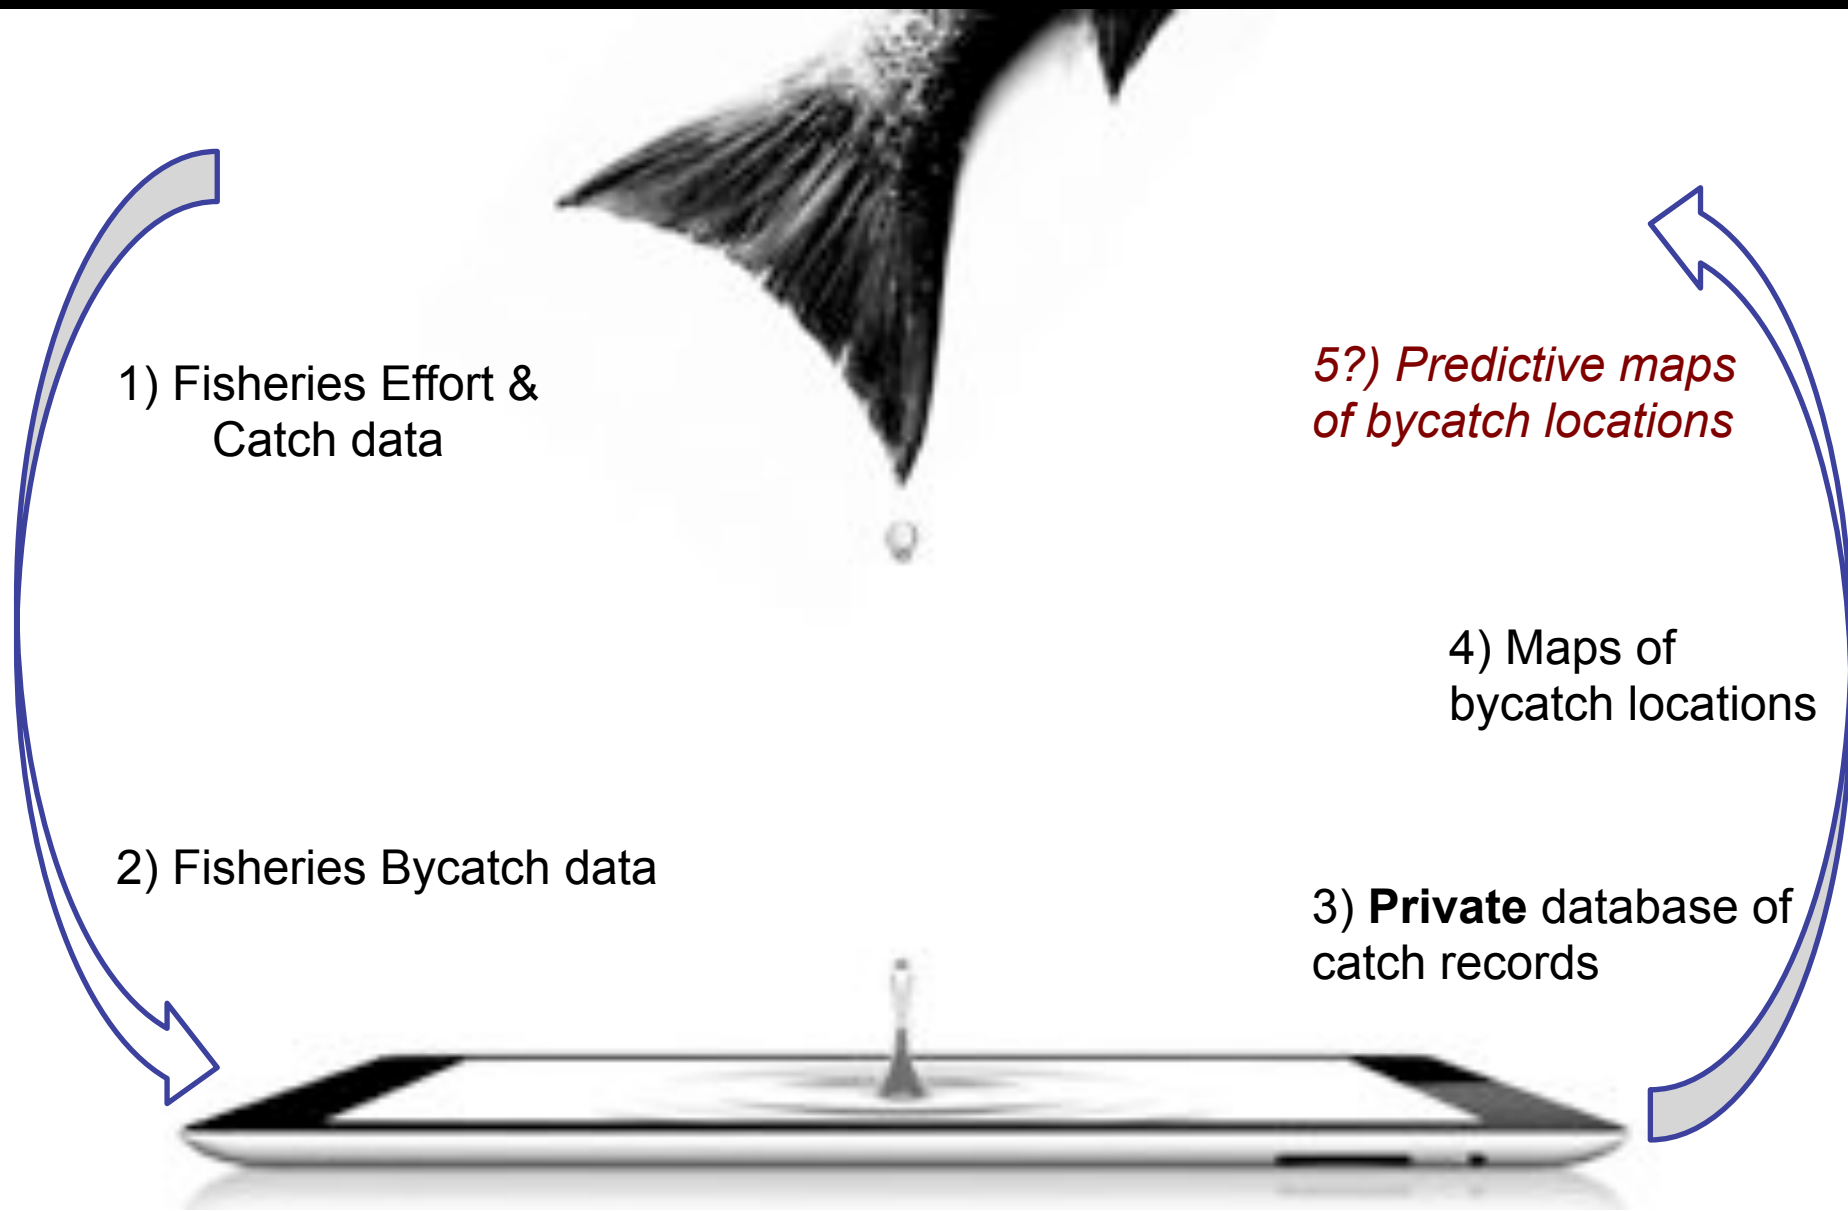 1) Fisheries Effort &
Catch data
2) Fisheries Bycatch data
3) Private database of
catch records
4) Maps of
bycatch locations
5?) Predictive maps
of bycatch locations